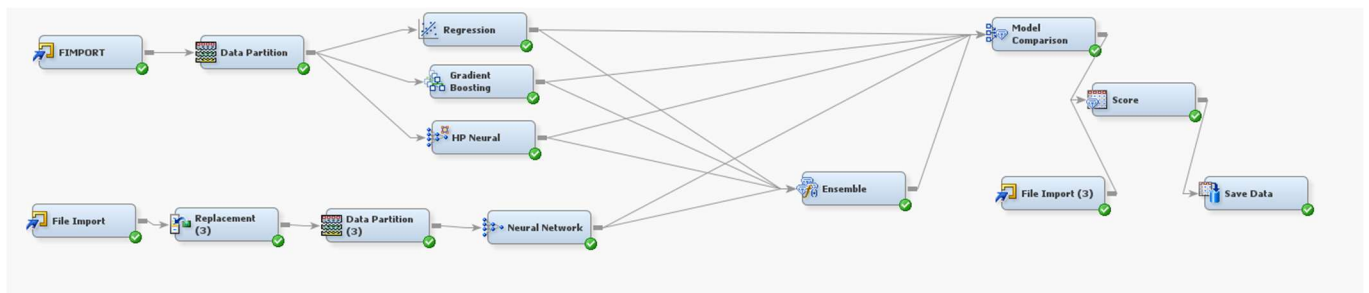 FIMPORT
Data Partition
Regression
Gradient
Boosting
HP Neural
Model
Comparison
Score
Ensemble
File Import (3)
Save Data
File Import
Replacement
(3)
Data Partition
(3)
Neural Network